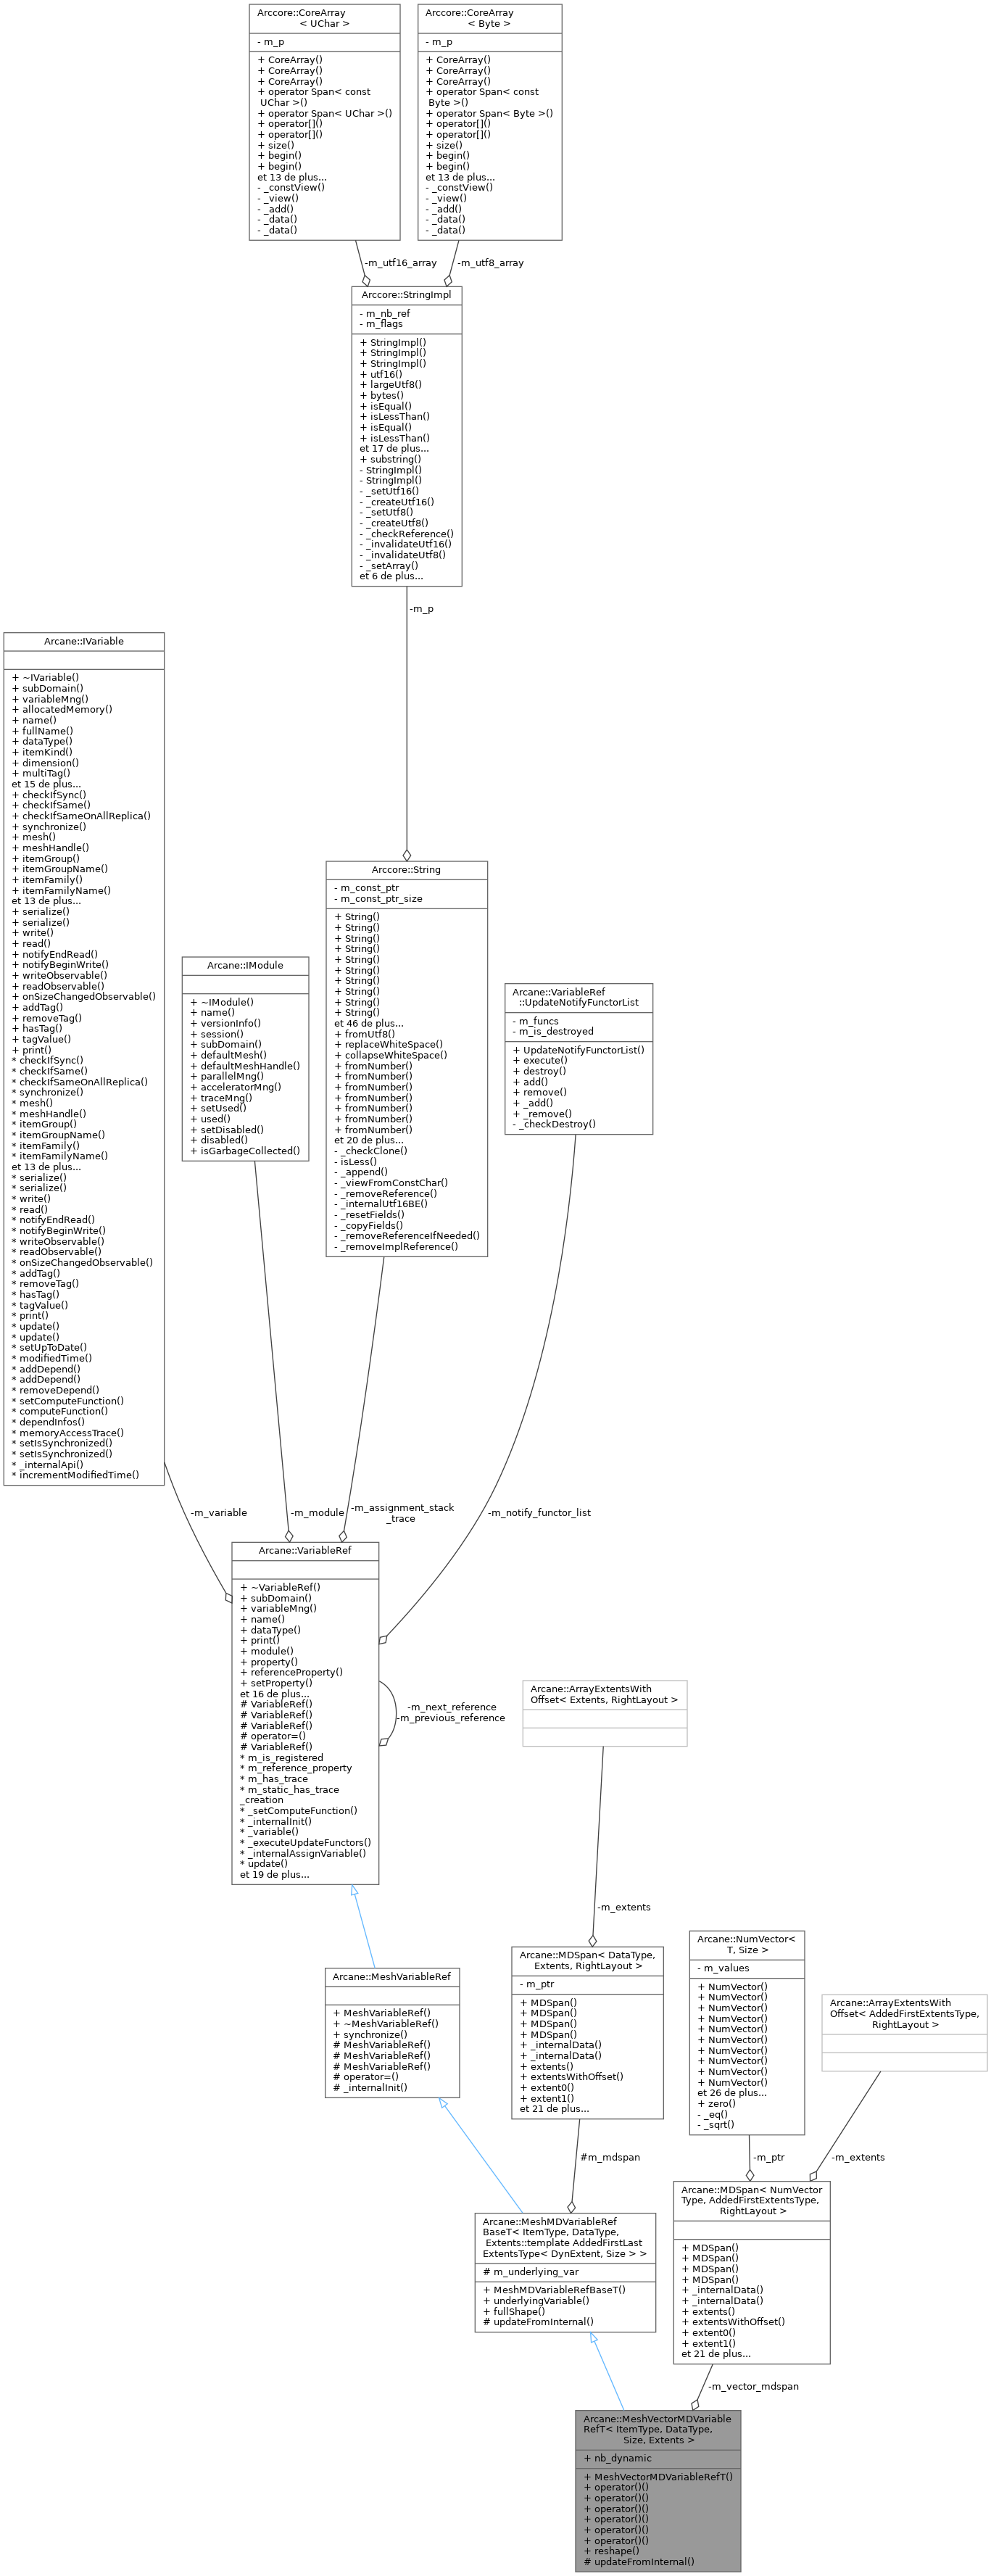 Arccore::CoreArray
< UChar >
- m_p
+ CoreArray()
+ CoreArray()
+ CoreArray()
+ operator Span< const
UChar >()
+ operator Span< UChar >()
+ operator[]()
+ operator[]()
+ size()
+ begin()
+ begin()
et 13 de plus...
- _constView()
- _view()
- _add()
- _data()
- _data()
Arccore::CoreArray
< Byte >
- m_p
+ CoreArray()
+ CoreArray()
+ CoreArray()
+ operator Span< const
Byte >()
+ operator Span< Byte >()
+ operator[]()
+ operator[]()
+ size()
+ begin()
+ begin()
et 13 de plus...
- _constView()
- _view()
- _add()
- _data()
- _data()
-m_utf16_array
-m_utf8_array
Arccore::StringImpl
- m_nb_ref
- m_flags
+ StringImpl()
+ StringImpl()
+ StringImpl()
+ utf16()
+ largeUtf8()
+ bytes()
+ isEqual()
+ isLessThan()
+ isEqual()
+ isLessThan()
et 17 de plus...
+ substring()
- StringImpl()
- StringImpl()
- _setUtf16()
- _createUtf16()
- _setUtf8()
- _createUtf8()
- _checkReference()
- _invalidateUtf16()
- _invalidateUtf8()
- _setArray()
et 6 de plus...
-m_p
Arcane::IVariable
+ ~IVariable()
+ subDomain()
+ variableMng()
+ allocatedMemory()
+ name()
+ fullName()
+ dataType()
+ itemKind()
+ dimension()
+ multiTag()
et 15 de plus...
+ checkIfSync()
+ checkIfSame()
+ checkIfSameOnAllReplica()
+ synchronize()
+ mesh()
+ meshHandle()
+ itemGroup()
+ itemGroupName()
+ itemFamily()
+ itemFamilyName()
et 13 de plus...
+ serialize()
+ serialize()
+ write()
+ read()
+ notifyEndRead()
+ notifyBeginWrite()
+ writeObservable()
+ readObservable()
+ onSizeChangedObservable()
+ addTag()
+ removeTag()
+ hasTag()
+ tagValue()
+ print()
* checkIfSync()
* checkIfSame()
* checkIfSameOnAllReplica()
* synchronize()
* mesh()
* meshHandle()
* itemGroup()
* itemGroupName()
* itemFamily()
* itemFamilyName()
et 13 de plus...
* serialize()
* serialize()
* write()
* read()
* notifyEndRead()
* notifyBeginWrite()
* writeObservable()
* readObservable()
* onSizeChangedObservable()
* addTag()
* removeTag()
* hasTag()
* tagValue()
* print()
* update()
* update()
* setUpToDate()
* modifiedTime()
* addDepend()
* addDepend()
* removeDepend()
* setComputeFunction()
* computeFunction()
* dependInfos()
* memoryAccessTrace()
* setIsSynchronized()
* setIsSynchronized()
* _internalApi()
* incrementModifiedTime()
Arcane::IModule
+ ~IModule()
+ name()
+ versionInfo()
+ session()
+ subDomain()
+ defaultMesh()
+ defaultMeshHandle()
+ parallelMng()
+ acceleratorMng()
+ traceMng()
+ setUsed()
+ used()
+ setDisabled()
+ disabled()
+ isGarbageCollected()
Arccore::String
- m_const_ptr
- m_const_ptr_size
+ String()
+ String()
+ String()
+ String()
+ String()
+ String()
+ String()
+ String()
+ String()
+ String()
et 46 de plus...
+ fromUtf8()
+ replaceWhiteSpace()
+ collapseWhiteSpace()
+ fromNumber()
+ fromNumber()
+ fromNumber()
+ fromNumber()
+ fromNumber()
+ fromNumber()
+ fromNumber()
et 20 de plus...
- _checkClone()
- isLess()
- _append()
- _viewFromConstChar()
- _removeReference()
- _internalUtf16BE()
- _resetFields()
- _copyFields()
- _removeReferenceIfNeeded()
- _removeImplReference()
Arcane::VariableRef
::UpdateNotifyFunctorList
- m_funcs
- m_is_destroyed
+ UpdateNotifyFunctorList()
+ execute()
+ destroy()
+ add()
+ remove()
+ _add()
+ _remove()
- _checkDestroy()
-m_variable
-m_module
-m_assignment_stack
_trace
-m_notify_functor_list
Arcane::VariableRef
+ ~VariableRef()
+ subDomain()
+ variableMng()
+ name()
+ dataType()
+ print()
+ module()
+ property()
+ referenceProperty()
+ setProperty()
et 16 de plus...
# VariableRef()
# VariableRef()
# VariableRef()
# operator=()
# VariableRef()
* m_is_registered
* m_reference_property
* m_has_trace
* m_static_has_trace
_creation
* _setComputeFunction()
* _internalInit()
* _variable()
* _executeUpdateFunctors()
* _internalAssignVariable()
* update()
et 19 de plus...
-m_next_reference
-m_previous_reference
Arcane::ArrayExtentsWith
Offset< Extents, RightLayout >
-m_extents
Arcane::MeshVariableRef
+ MeshVariableRef()
+ ~MeshVariableRef()
+ synchronize()
# MeshVariableRef()
# MeshVariableRef()
# MeshVariableRef()
# operator=()
# _internalInit()
Arcane::MDSpan< DataType,
Extents, RightLayout >
- m_ptr
+ MDSpan()
+ MDSpan()
+ MDSpan()
+ MDSpan()
+ _internalData()
+ _internalData()
+ extents()
+ extentsWithOffset()
+ extent0()
+ extent1()
et 21 de plus...
Arcane::NumVector<
T, Size >
- m_values
+ NumVector()
+ NumVector()
+ NumVector()
+ NumVector()
+ NumVector()
+ NumVector()
+ NumVector()
+ NumVector()
+ NumVector()
+ NumVector()
et 26 de plus...
+ zero()
- _eq()
- _sqrt()
Arcane::ArrayExtentsWith
Offset< AddedFirstExtentsType,
RightLayout >
#m_mdspan
-m_ptr
-m_extents
Arcane::MeshMDVariableRef
BaseT< ItemType, DataType,
Extents::template AddedFirstLast
ExtentsType< DynExtent, Size > >
# m_underlying_var
+ MeshMDVariableRefBaseT()
+ underlyingVariable()
+ fullShape()
# updateFromInternal()
Arcane::MDSpan< NumVector
Type, AddedFirstExtentsType,
RightLayout >
+ MDSpan()
+ MDSpan()
+ MDSpan()
+ MDSpan()
+ _internalData()
+ _internalData()
+ extents()
+ extentsWithOffset()
+ extent0()
+ extent1()
et 21 de plus...
-m_vector_mdspan
Arcane::MeshVectorMDVariable
RefT< ItemType, DataType,
Size, Extents >
+ nb_dynamic
+ MeshVectorMDVariableRefT()
+ operator()()
+ operator()()
+ operator()()
+ operator()()
+ operator()()
+ operator()()
+ reshape()
# updateFromInternal()